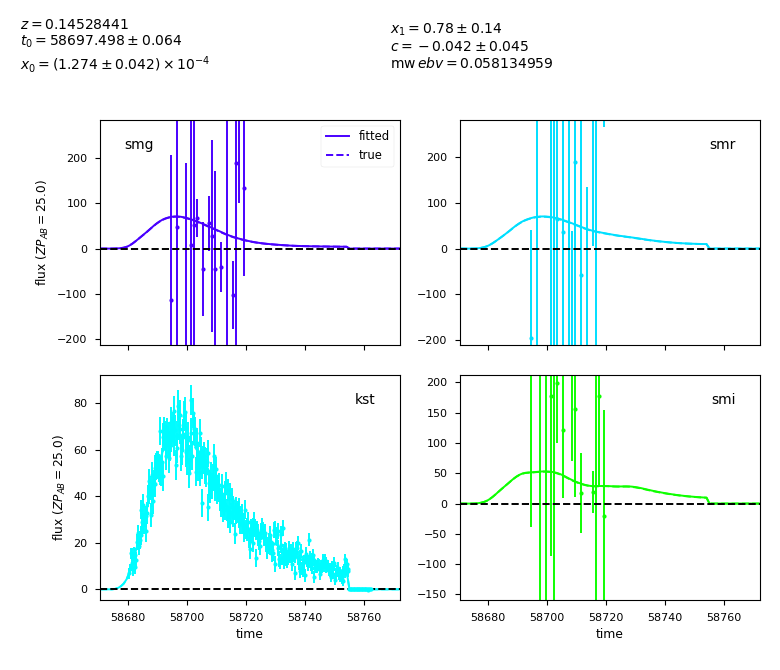 z = 0.14528441
t₀ = 58697.498 ± 0.064
x₀ = (1.274 ± 0.042) × 10⁻⁴
x₁ = 0.78 ± 0.14
c = −0.042 ± 0.045
mw ebv = 0.058134959
smg
fitted
true
200
100
0
−100
−200
flux (ZP_AB = 25.0)
smr
200
100
0
−100
−200
kst
80
60
40
20
0
flux (ZP_AB = 25.0)
58680 58700 58720 58740 58760
time
smi
200
150
100
50
0
−50
−100
−150
58680 58700 58720 58740 58760
time